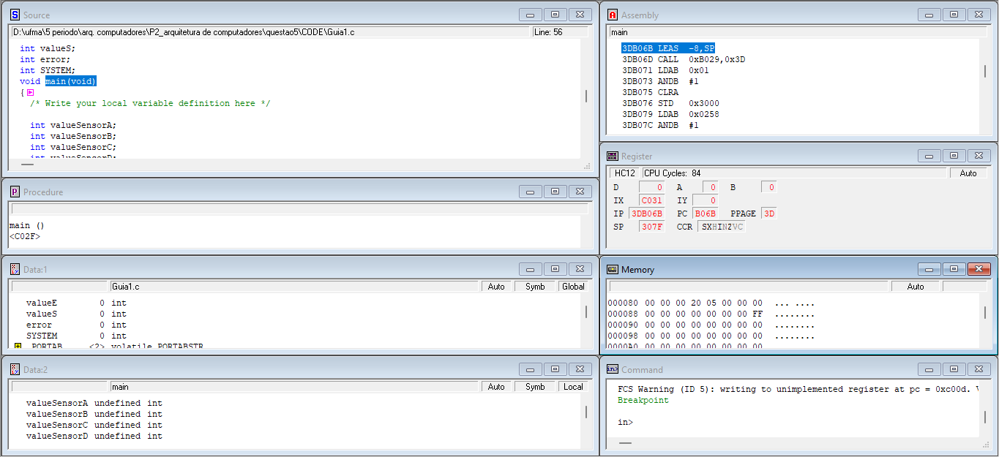 Source
D:\ufma\5 periodo\arq. computadores\P2_arquitetura de computadores\questao5\CODE\Guia1.c Line: 56
int valueS;
int error;
int SYSTEM;
void main(void)
{
/* Write your local variable definition here */
int valueSensorA;
int valueSensorB;
int valueSensorC;
int valueSensorD;
Procedure
main ()
<C02F>
Data:1
Guia1.c Auto Symb Global
valueE 0 int
valueS 0 int
error 0 int
SYSTEM 0 int
_PORTAB <2> volatile PORTABSTR
Data:2
main Auto Symb Local
valueSensorA undefined int
valueSensorB undefined int
valueSensorC undefined int
valueSensorD undefined int
Assembly
main
3DB06B LEAS -8,SP
3DB06D CALL 0xB029,0x3D
3DB071 LDAB 0x01
3DB073 ANDB #1
3DB075 CLRA
3DB076 STD 0x3000
3DB079 LDAB 0x0258
3DB07C ANDB #1
Register
HC12 CPU Cycles: 84 Auto
D 0 A 0 B 0
IX C031 IY 0
IP 3DB06B PC B06B PPAGE 3D
SP 307F CCR SXHINZVC
Memory
Auto
000080 00 00 00 20 05 00 00 00 ... ....
000088 00 00 00 00 00 00 00 FF ........
000090 00 00 00 00 00 00 00 00 ........
000098 00 00 00 00 00 00 00 00 ........
0000A0 00 00 00 00 00 00 00 00
Command
FCS Warning (ID 5): writing to unimplemented register at pc = 0xc00d.
Breakpoint
in>